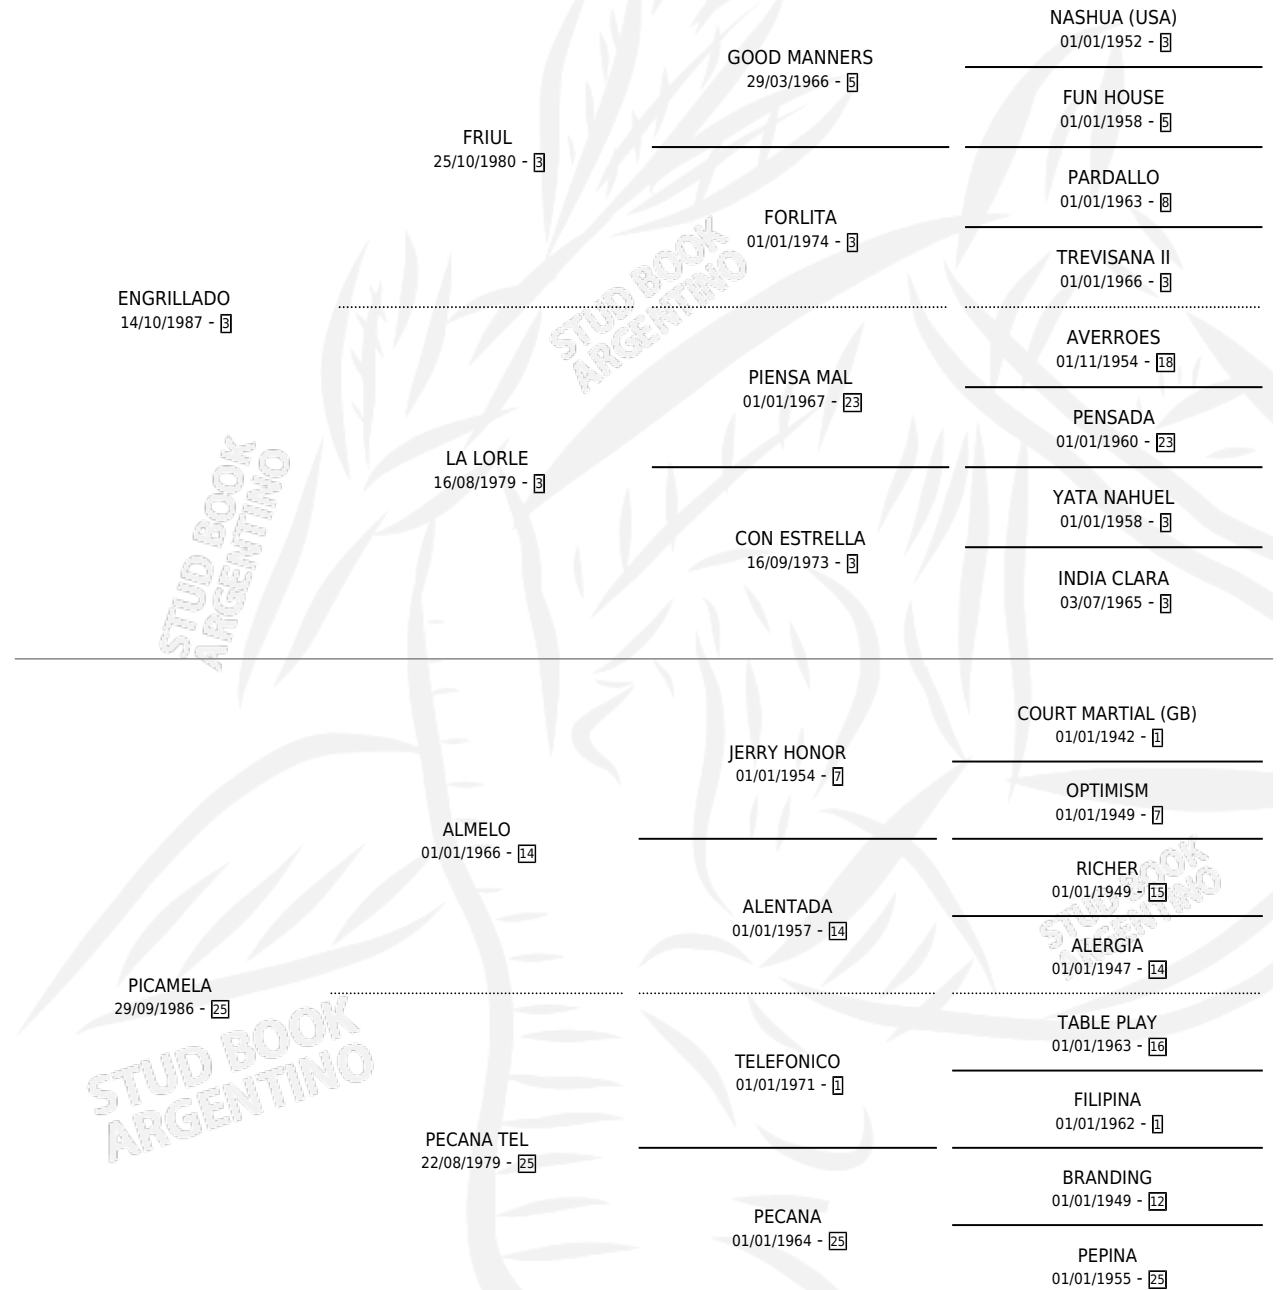 NASHUA (USA)
01/01/1952 - 3
GOOD MANNERS
29/03/1966 - 5
FUN HOUSE
01/01/1958 - 5
FRIUL
25/10/1980 - 3
PARDALLO
01/01/1963 - 8
FORLITA
01/01/1974 - 3
TREVISANA II
01/01/1966 - 3
ENGRILLADO
14/10/1987 - 3
AVERROES
01/11/1954 - 18
PIENSA MAL
01/01/1967 - 23
PENSADA
01/01/1960 - 23
LA LORLE
16/08/1979 - 3
YATA NAHUEL
01/01/1958 - 3
CON ESTRELLA
16/09/1973 - 3
INDIA CLARA
03/07/1965 - 3
STUD BOOK
ARGENTINO
STUD BOOK
ARGENTINO
COURT MARTIAL (GB)
01/01/1942 - 1
JERRY HONOR
01/01/1954 - 7
OPTIMISM
01/01/1949 - 7
ALMELO
01/01/1966 - 14
RICHER
01/01/1949 - 15
ALENTADA
01/01/1957 - 14
ALERGIA
01/01/1947 - 14
STUD BOOK
ARGENTINO
PICAMELA
29/09/1986 - 25
TABLE PLAY
01/01/1963 - 16
TELEFONICO
01/01/1971 - 1
FILIPINA
01/01/1962 - 1
STUD BOOK
ARGENTINO
PECANA TEL
22/08/1979 - 25
BRANDING
01/01/1949 - 12
PECANA
01/01/1964 - 25
PEPINA
01/01/1955 - 25